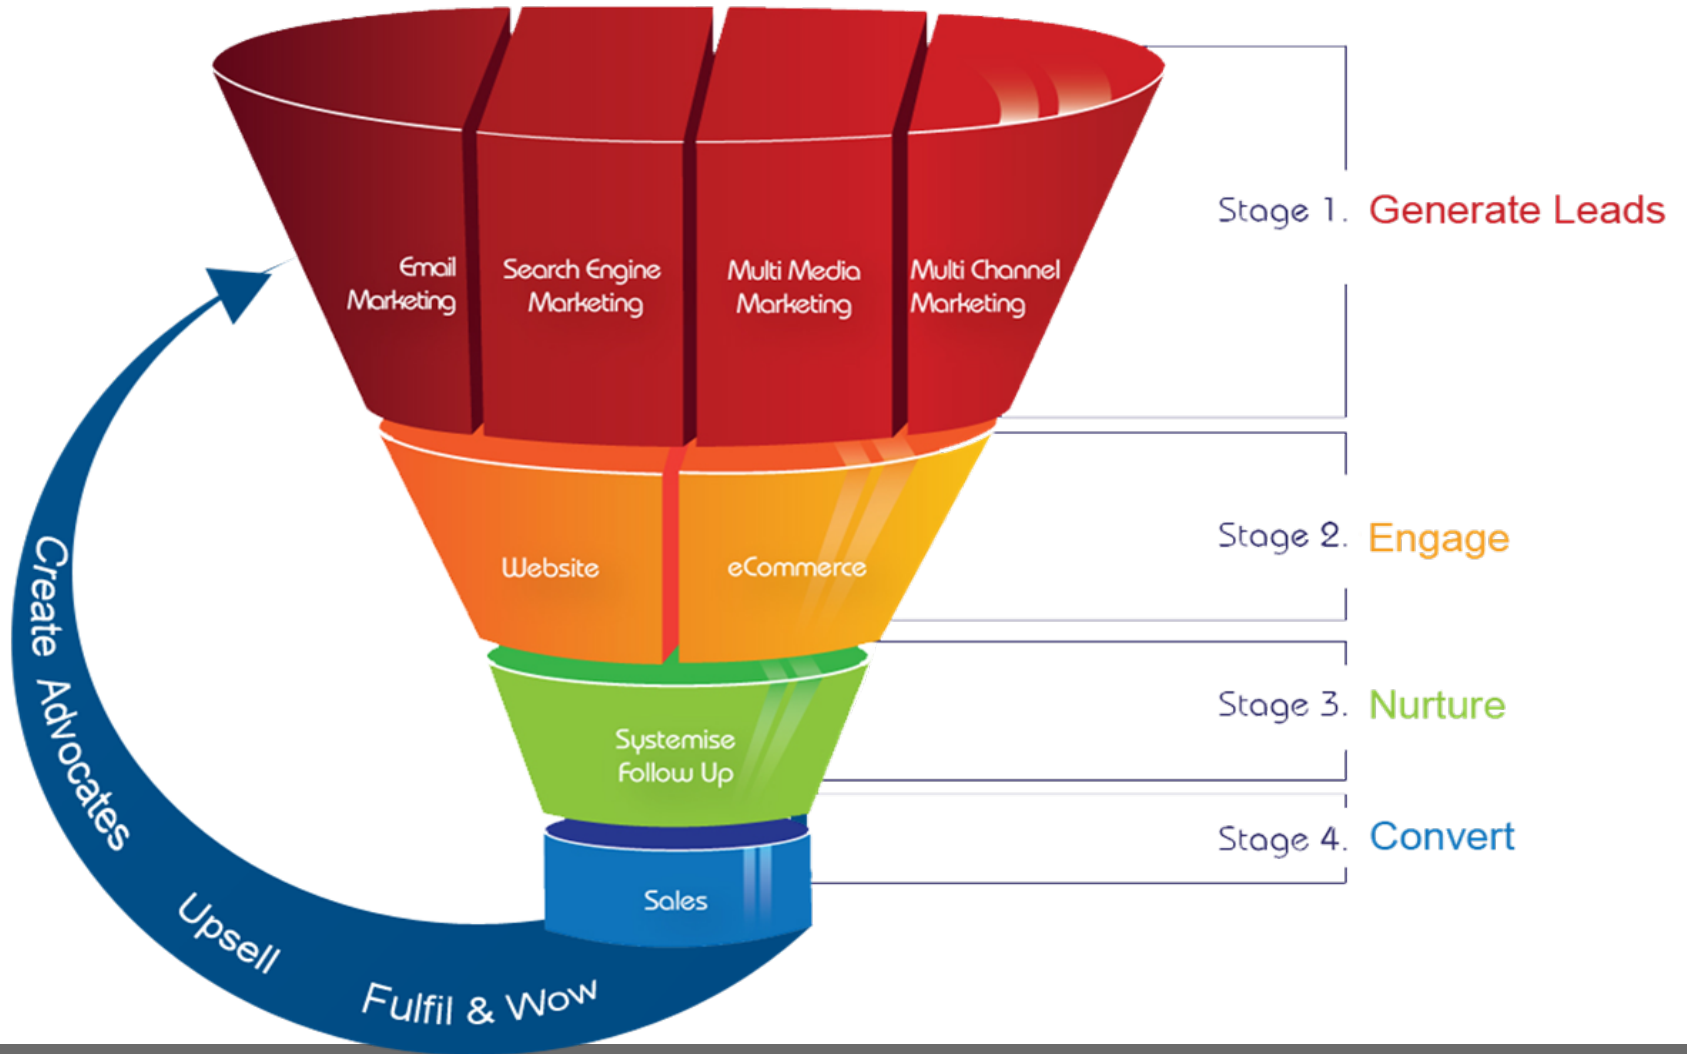 Email
Marketing
Search Engine
Marketing
Multi Media
Marketing
Multi Channel
Marketing
Stage 1. Generate Leads
Website
eCommerce
Stage 2. Engage
Systemise
Follow Up
Stage 3. Nurture
Sales
Stage 4. Convert
Fulfil & Wow
Upsell
Create Advocates